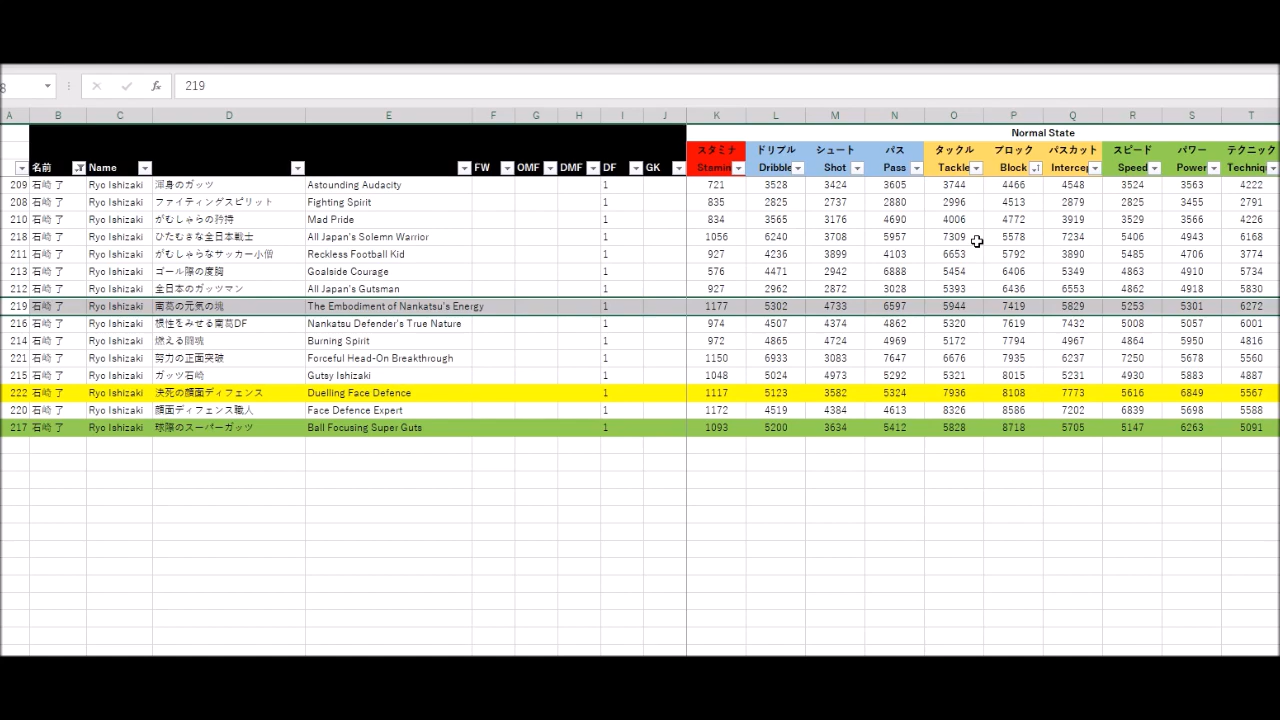 219
A B C D E F G H I J K L M N O P Q R S T
Normal State
スタミナ ドリブル シュート パス タックル ブロック パスカット スピード パワー テクニック
名前 Name FW OMF DMF DF GK Stamin Dribble Shot Pass Tackle Block Intercep Speed Power Techniq
209 石崎 了 Ryo Ishizaki 渾身のガッツ Astounding Audacity 1 721 3528 3424 3605 3744 4466 4548 3524 3563 4222
208 石崎 了 Ryo Ishizaki ファイティングスピリット Fighting Spirit 1 835 2825 2737 2880 2996 4513 2879 2825 3455 2791
210 石崎 了 Ryo Ishizaki がむしゃらの矜持 Mad Pride 1 834 3565 3176 4690 4006 4772 3919 3529 3566 4226
218 石崎 了 Ryo Ishizaki ひたむきな全日本戦士 All Japan's Solemn Warrior 1 1056 6240 3708 5957 7309 5578 7234 5406 4943 6168
211 石崎 了 Ryo Ishizaki がむしゃらなサッカー小僧 Reckless Football Kid 1 927 4236 3899 4103 6653 5792 3890 5485 4706 3774
213 石崎 了 Ryo Ishizaki ゴール際の度胸 Goalside Courage 1 576 4471 2942 6888 5454 6406 5349 4863 4910 5734
212 石崎 了 Ryo Ishizaki 全日本のガッツマン All Japan's Gutsman 1 927 2962 2872 3028 5393 6436 6553 4862 4918 5830
219 石崎 了 Ryo Ishizaki 南葛の元気の塊 The Embodiment of Nankatsu's Energy 1 1177 5302 4733 6597 5944 7419 5829 5253 5301 6272
216 石崎 了 Ryo Ishizaki 根性をみせる南葛DF Nankatsu Defender's True Nature 1 974 4507 4374 4862 5320 7619 7432 5008 5057 6001
214 石崎 了 Ryo Ishizaki 燃える闘魂 Burning Spirit 1 972 4865 4724 4969 5172 7794 4967 4864 5950 4816
221 石崎 了 Ryo Ishizaki 努力の正面突破 Forceful Head-On Breakthrough 1 1150 6933 3083 7647 6676 7935 6237 7250 5678 5560
215 石崎 了 Ryo Ishizaki ガッツ石崎 Gutsy Ishizaki 1 1048 5024 4973 5292 5321 8015 5231 4930 5883 4887
222 石崎 了 Ryo Ishizaki 決死の顔面ディフェンス Duelling Face Defence 1 1117 5123 3582 5324 7936 8108 7773 5616 6849 5567
220 石崎 了 Ryo Ishizaki 顔面ディフェンス職人 Face Defence Expert 1 1172 4519 4384 4613 8326 8586 7202 6839 5698 5588
217 石崎 了 Ryo Ishizaki 球際のスーパーガッツ Ball Focusing Super Guts 1 1093 5200 3634 5412 5828 8718 5705 5147 6263 5091